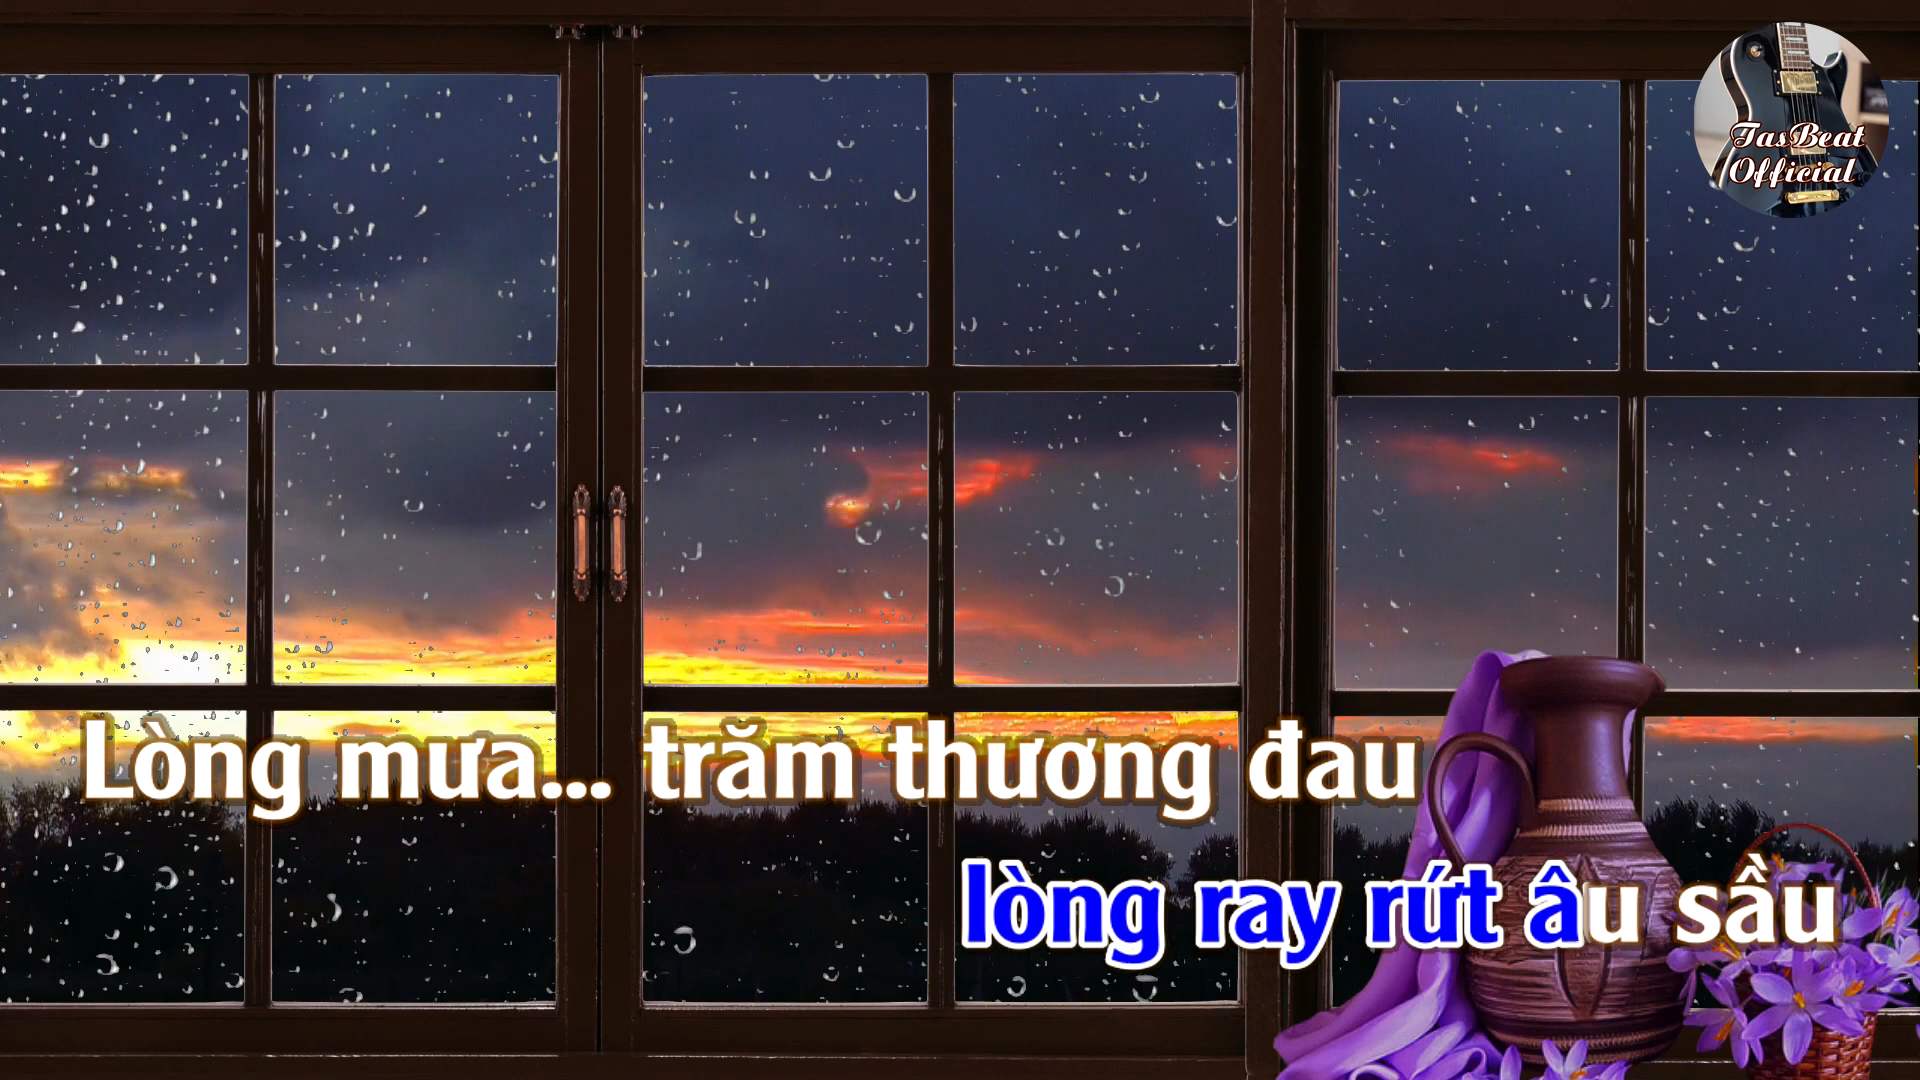 TasBeat
Official
Lòng mưa... trăm thương đau
lòng ray rứt âu sầu